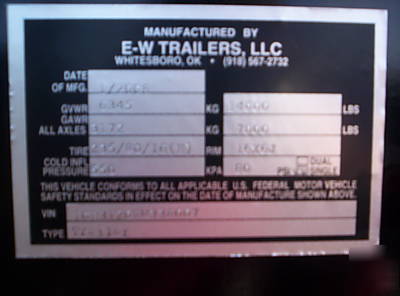 MANUFACTURED BY
E-W TRAILERS, LLC
WHITESBORO, OK • (918) 567-2732
DATE
OF MFG.
GVWR 6345 KG 14000 LBS
GAWR
ALL AXLES 3172 KG 7000 LBS
TIRE RIM
COLD INFL. DUAL
PRESSURE KPA 80 PSI SINGLE
THIS VEHICLE CONFORMS TO ALL APPLICABLE U.S. FEDERAL MOTOR VEHICLE
SAFETY STANDARDS IN EFFECT ON THE DATE OF MANUFACTURE SHOWN ABOVE.
VIN
TYPE